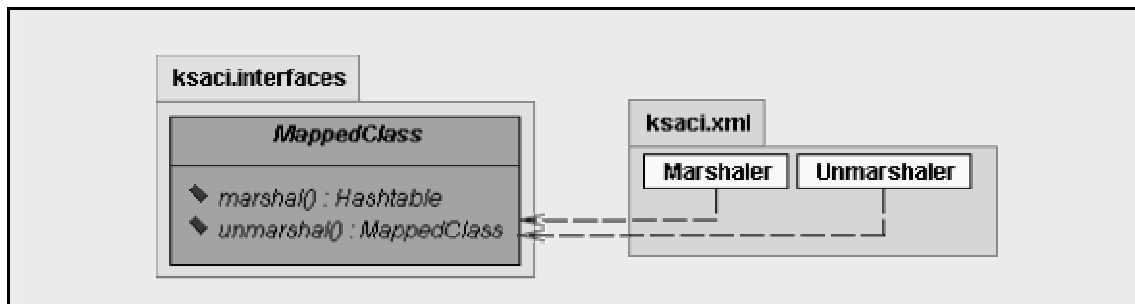 ksaci.interfaces
MappedClass
marshal() : Hashtable
unmarshal() : MappedClass
ksaci.xml
Marshaler
Unmarshaler